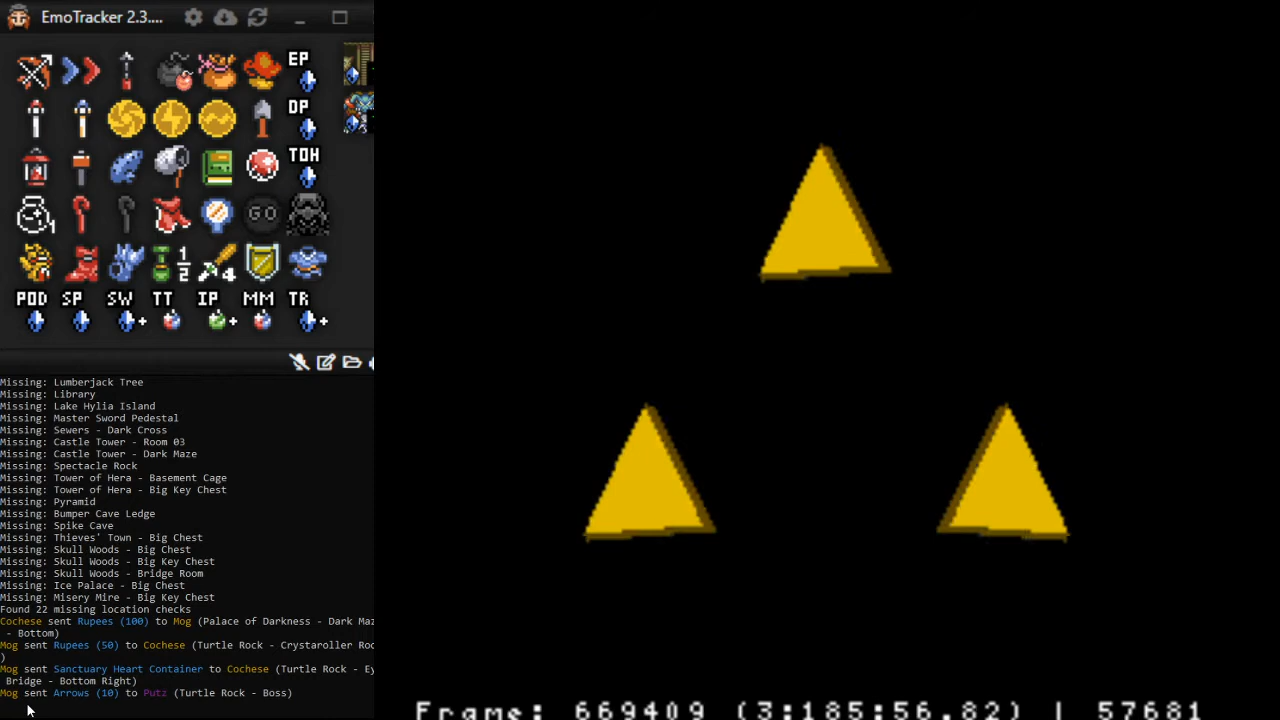 EmoTracker 2.3....
EP
DP
TOH
1
GO
1
2
4
POD SP SW TT IP MM TR
+ + +
Missing: Lumberjack Tree
Missing: Library
Missing: Lake Hylia Island
Missing: Master Sword Pedestal
Missing: Sewers - Dark Cross
Missing: Castle Tower - Room 03
Missing: Castle Tower - Dark Maze
Missing: Spectacle Rock
Missing: Tower of Hera - Basement Cage
Missing: Tower of Hera - Big Key Chest
Missing: Pyramid
Missing: Bumper Cave Ledge
Missing: Spike Cave
Missing: Thieves' Town - Big Chest
Missing: Skull Woods - Big Chest
Missing: Skull Woods - Big Key Chest
Missing: Skull Woods - Bridge Room
Missing: Ice Palace - Big Chest
Missing: Misery Mire - Big Key Chest
Found 22 missing location checks
Cochese sent Rupees (100) to Mog (Palace of Darkness - Dark Maz
- Bottom)
Mog sent Rupees (50) to Cochese (Turtle Rock - Crystaroller Roo
)
Mog sent Sanctuary Heart Container to Cochese (Turtle Rock - Ey
Bridge - Bottom Right)
Mog sent Arrows (10) to Putz (Turtle Rock - Boss)
Frame: 669409 (3:185:56.82) | 57681